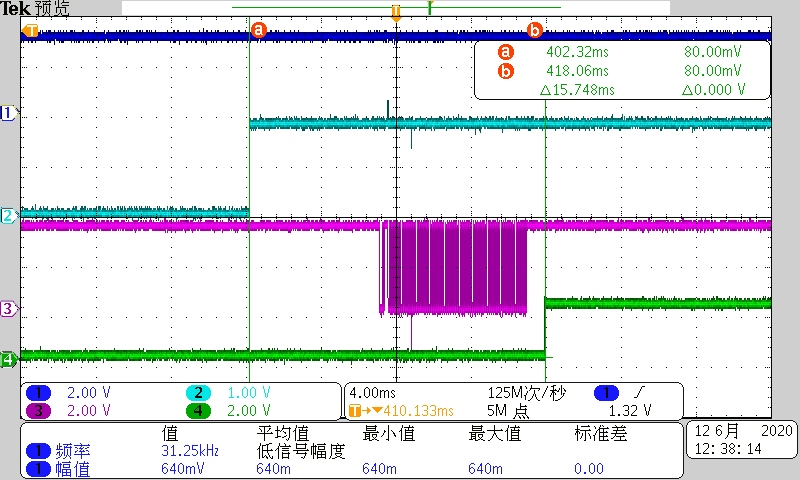 Tek 预览
T
T
a
b
a 402.32ms 80.00mV
b 418.06ms 80.00mV
△15.748ms △0.000 V
1
2
3
4
1 2.00 V 2 1.00 V
3 2.00 V 4 2.00 V
4.00ms 125M次/秒 1 1.32 V
T→▼410.133ms 5M 点
值 平均值 最小值 最大值 标准差
1 频率 31.25kHz 低信号幅度
1 幅值 640mV 640m 640m 640m 0.00
12 6月 2020
12: 38: 14